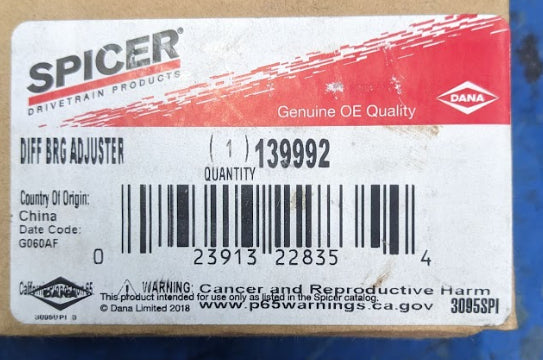 SPICER®
DRIVETRAIN PRODUCTS
Genuine OE Quality
DANA
DIFF BRG ADJUSTER
( 1 ) 139992
QUANTITY
Country Of Origin:
China
Date Code:
G060AF
0 23913 22835 4
DANA
WARNING: Cancer and Reproductive Harm
This product intended for use only as listed in the Spicer catalog.
© Dana Limited 2018 www.p65warnings.ca.gov
3095SPI